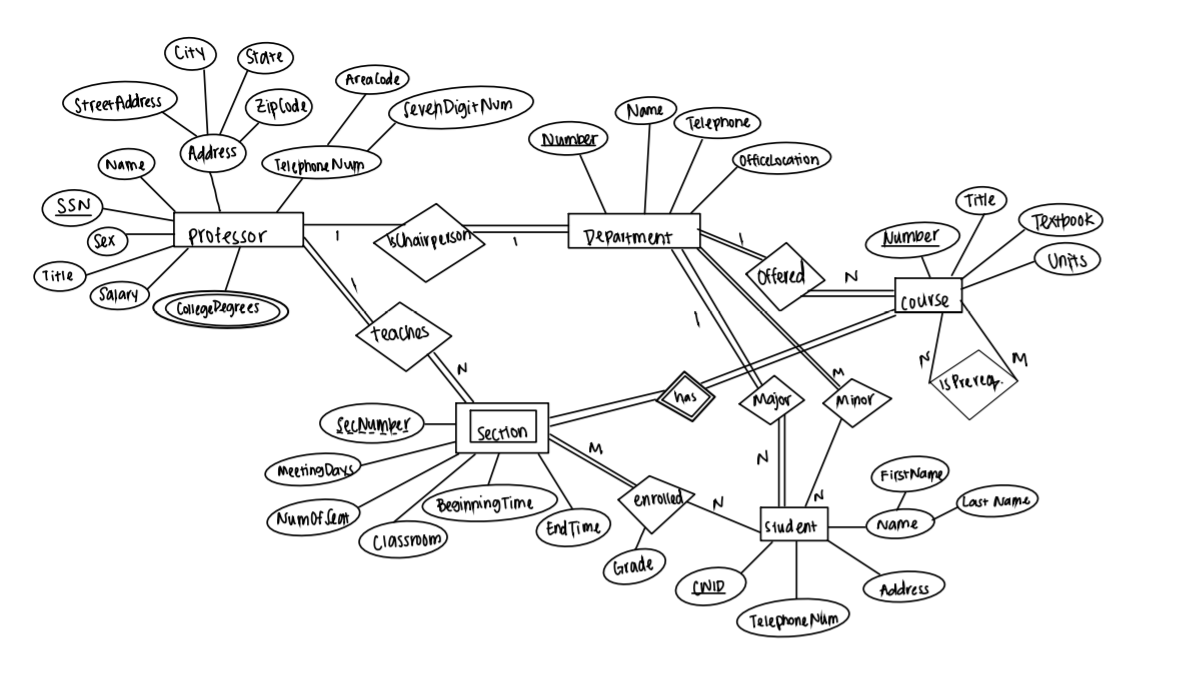 City
State
AreaCode
StreetAddress
ZipCode
SevenDigitNum
Address
TelephoneNum
Name
SSN
Sex
Title
Salary
CollegeDegrees
Professor
1
IsChairperson
1
Number
Name
Telephone
OfficeLocation
Department
1
Offered
N
Number
Title
Textbook
Units
Course
N
M
IsPrereq.
1
teaches
N
has
1
Major
N
M
Minor
N
SecNumber
MeetingDays
NumOfSeat
Classroom
BeginningTime
EndTime
Section
M
enrolled
N
Grade
Student
FirstName
Last Name
Name
CWID
TelephoneNum
Address